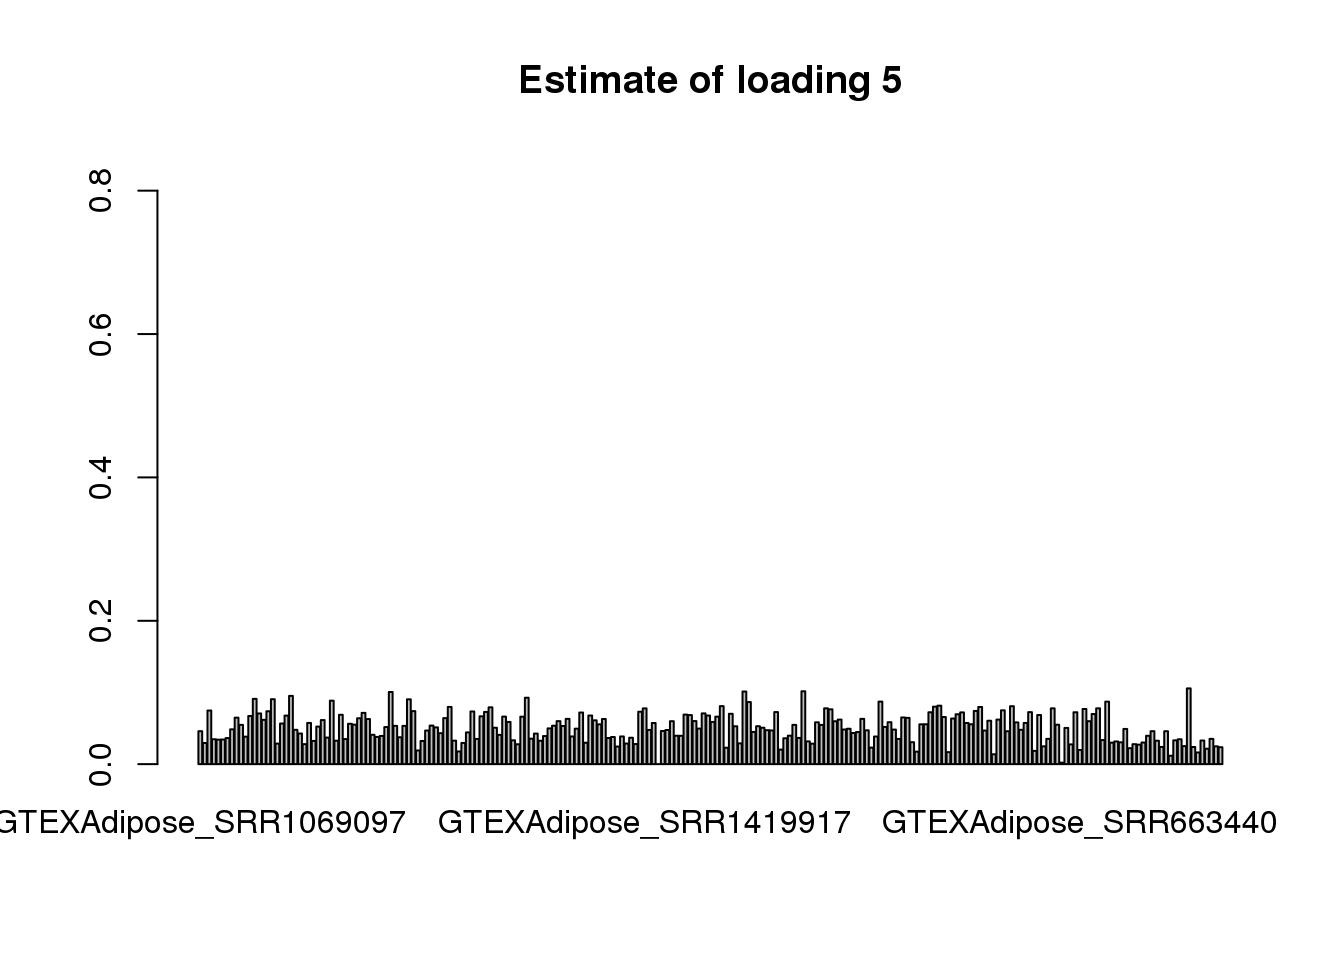 Estimate of loading 5
0.8
0.6
0.4
0.2
0.0
GTEXAdipose_SRR1069097 GTEXAdipose_SRR1419917 GTEXAdipose_SRR663440